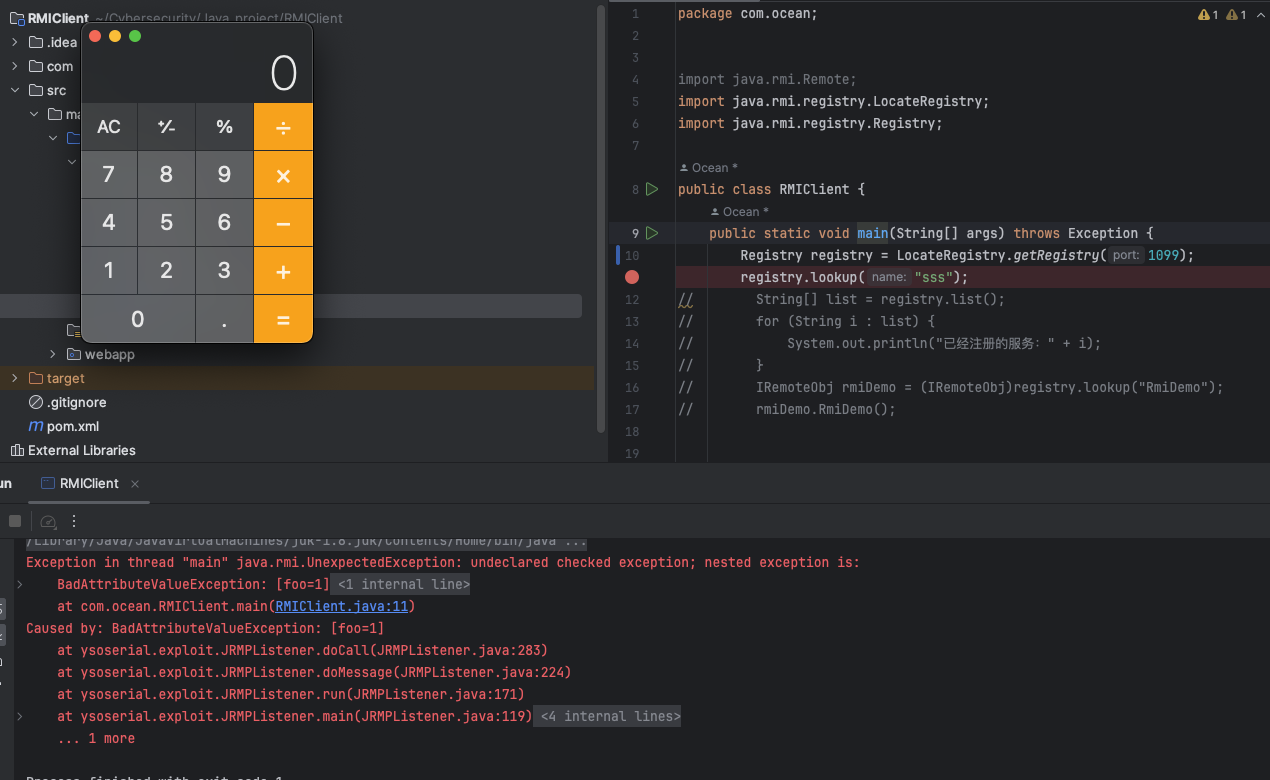 RMIClient ~/Cybersecurity/Java_project/RMIClient
.idea
com
src
ma
webapp
target
.gitignore
pom.xml
External Libraries
0
AC +/- % ÷
7 8 9 ×
4 5 6 −
1 2 3 +
0 . =
1 package com.ocean;
1 1
2
3
4 import java.rmi.Remote;
5 import java.rmi.registry.LocateRegistry;
6 import java.rmi.registry.Registry;
7
Ocean *
8 public class RMIClient {
Ocean *
9 public static void main(String[] args) throws Exception {
10 Registry registry = LocateRegistry.getRegistry( port: 1099);
registry.lookup( name: "sss");
12 // String[] list = registry.list();
13 // for (String i : list) {
14 // System.out.println("已经注册的服务：" + i);
15 // }
16 // IRemoteObj rmiDemo = (IRemoteObj)registry.lookup("RmiDemo");
17 // rmiDemo.RmiDemo();
18
19
un RMIClient
/Library/Java/JavaVirtualMachines/jdk-1.8.jdk/Contents/Home/bin/java ...
Exception in thread "main" java.rmi.UnexpectedException: undeclared checked exception; nested exception is:
BadAttributeValueException: [foo=1] <1 internal line>
at com.ocean.RMIClient.main(RMIClient.java:11)
Caused by: BadAttributeValueException: [foo=1]
at ysoserial.exploit.JRMPListener.doCall(JRMPListener.java:283)
at ysoserial.exploit.JRMPListener.doMessage(JRMPListener.java:224)
at ysoserial.exploit.JRMPListener.run(JRMPListener.java:171)
at ysoserial.exploit.JRMPListener.main(JRMPListener.java:119) <4 internal lines>
... 1 more
Process finished with exit code 1